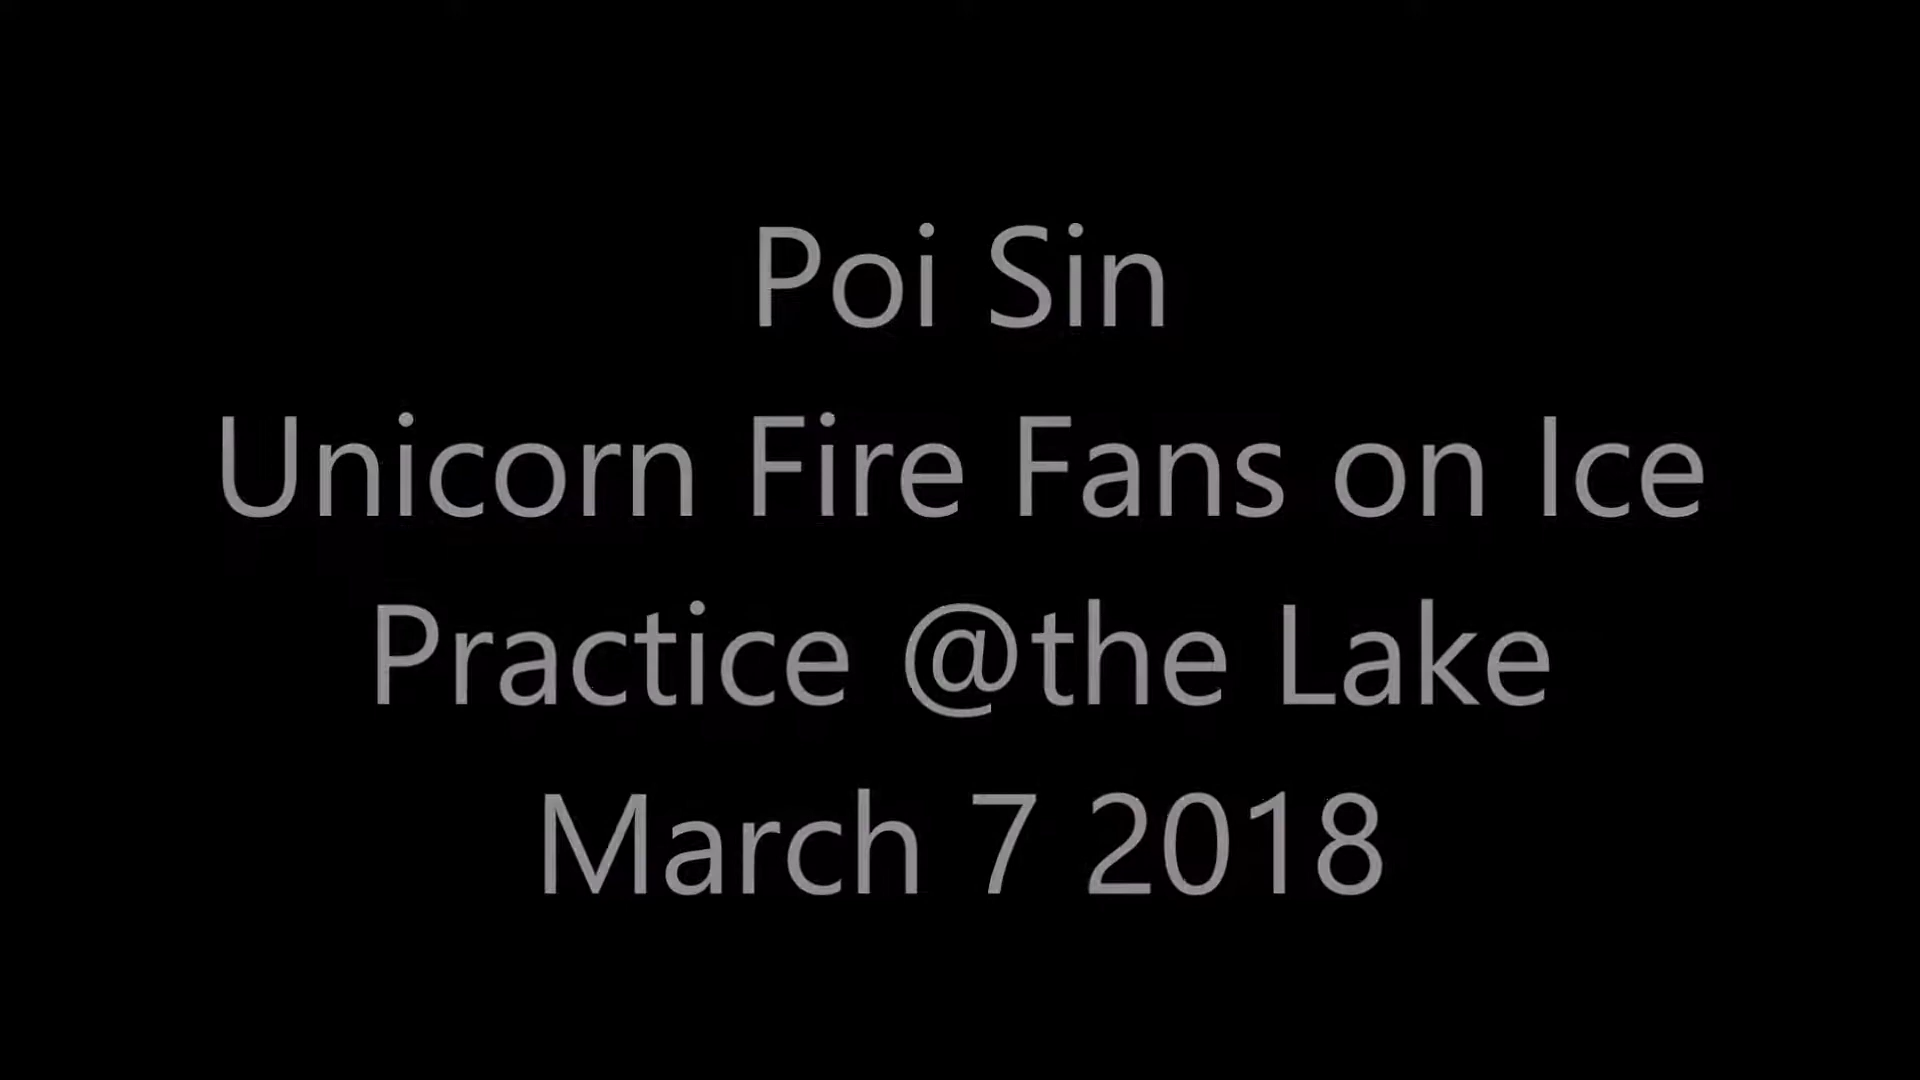 Poi Sin
Unicorn Fire Fans on Ice
Practice @the Lake
March 7 2018